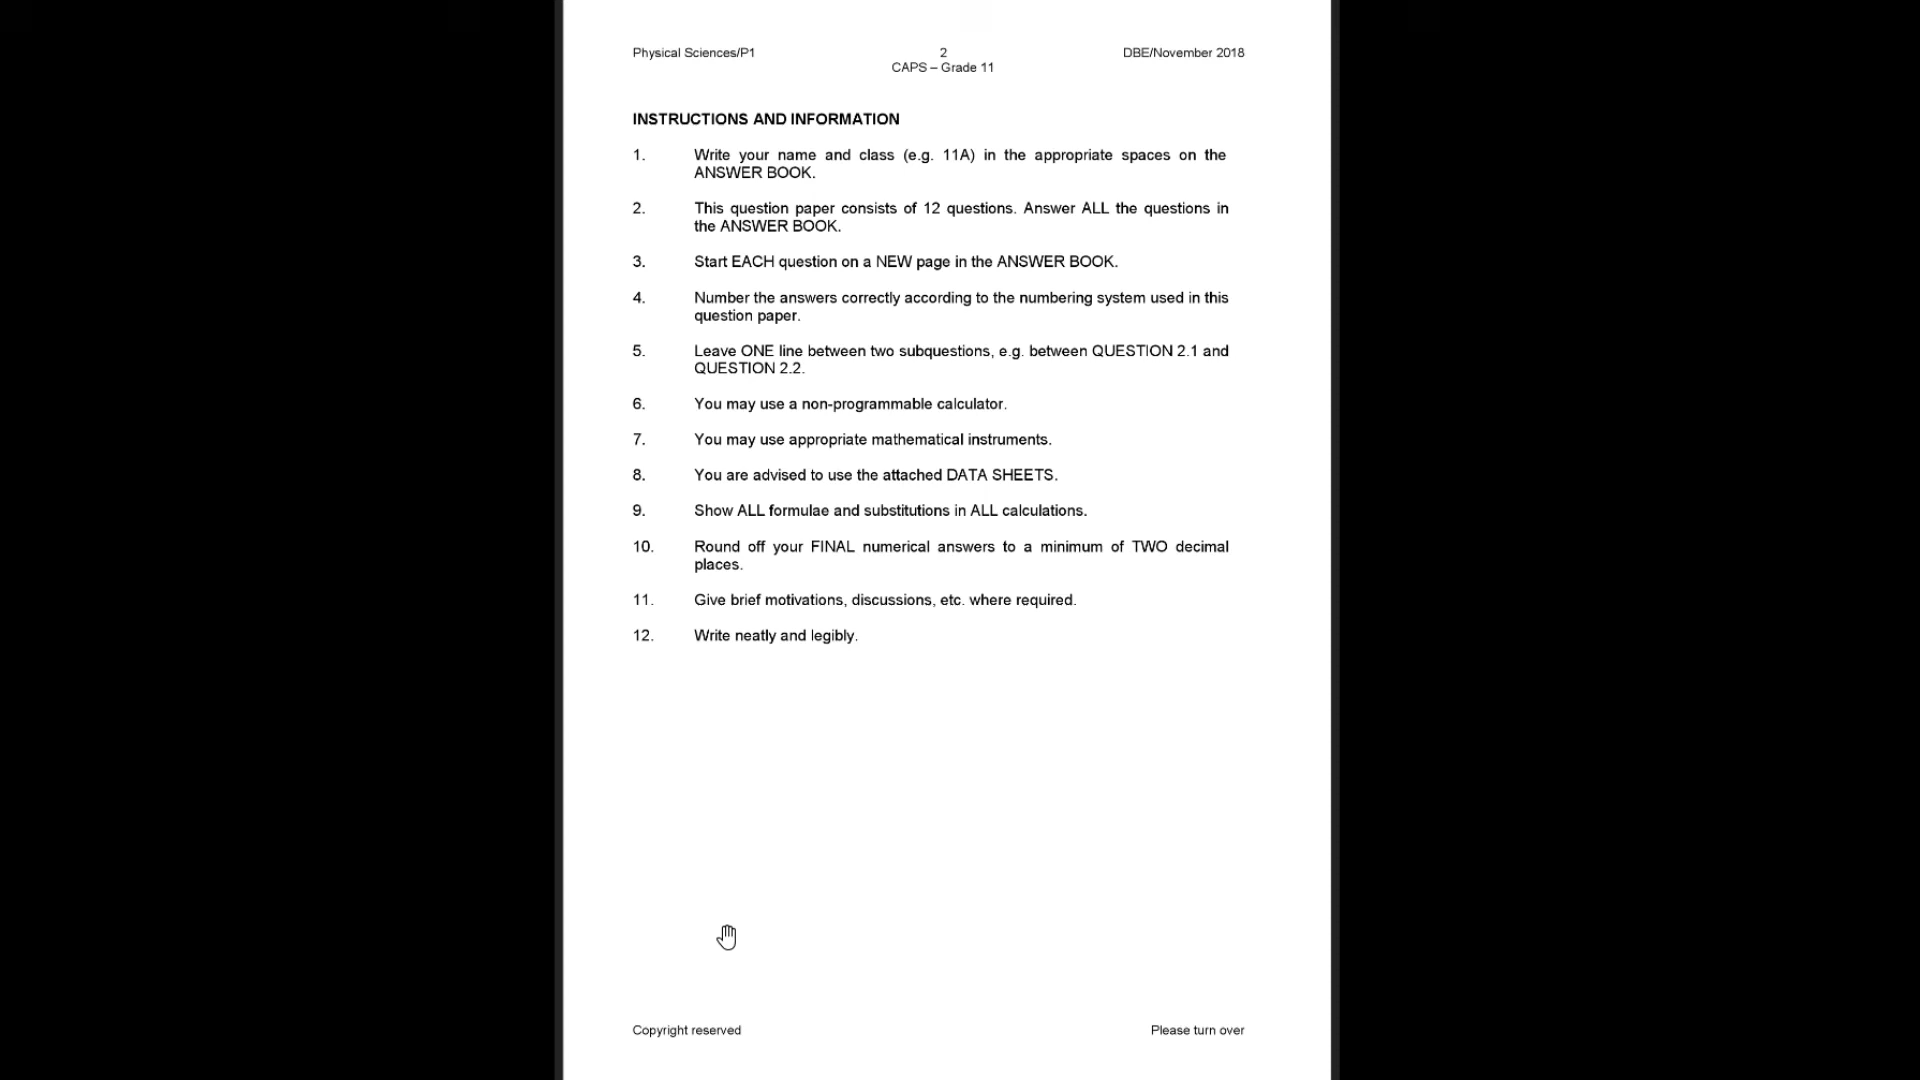 Physical Sciences/P1 2 DBE/November 2018
CAPS – Grade 11
INSTRUCTIONS AND INFORMATION
1. Write your name and class (e.g. 11A) in the appropriate spaces on the
ANSWER BOOK.
2. This question paper consists of 12 questions. Answer ALL the questions in
the ANSWER BOOK.
3. Start EACH question on a NEW page in the ANSWER BOOK.
4. Number the answers correctly according to the numbering system used in this
question paper.
5. Leave ONE line between two subquestions, e.g. between QUESTION 2.1 and
QUESTION 2.2.
6. You may use a non-programmable calculator.
7. You may use appropriate mathematical instruments.
8. You are advised to use the attached DATA SHEETS.
9. Show ALL formulae and substitutions in ALL calculations.
10. Round off your FINAL numerical answers to a minimum of TWO decimal
places.
11. Give brief motivations, discussions, etc. where required.
12. Write neatly and legibly.
Copyright reserved Please turn over